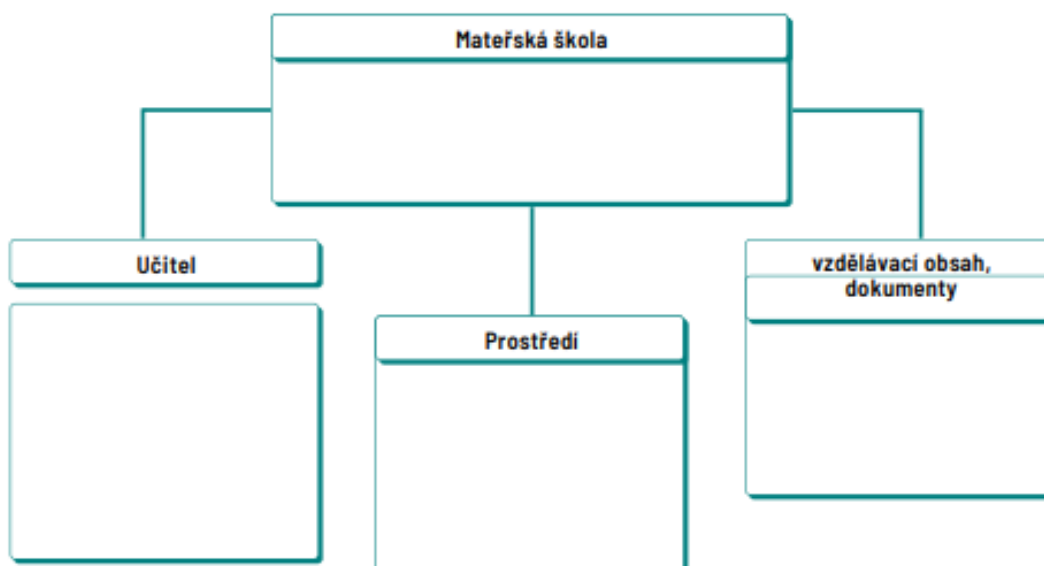 Mateřská škola
Učitel
vzdělávací obsah,
dokumenty
Prostředí